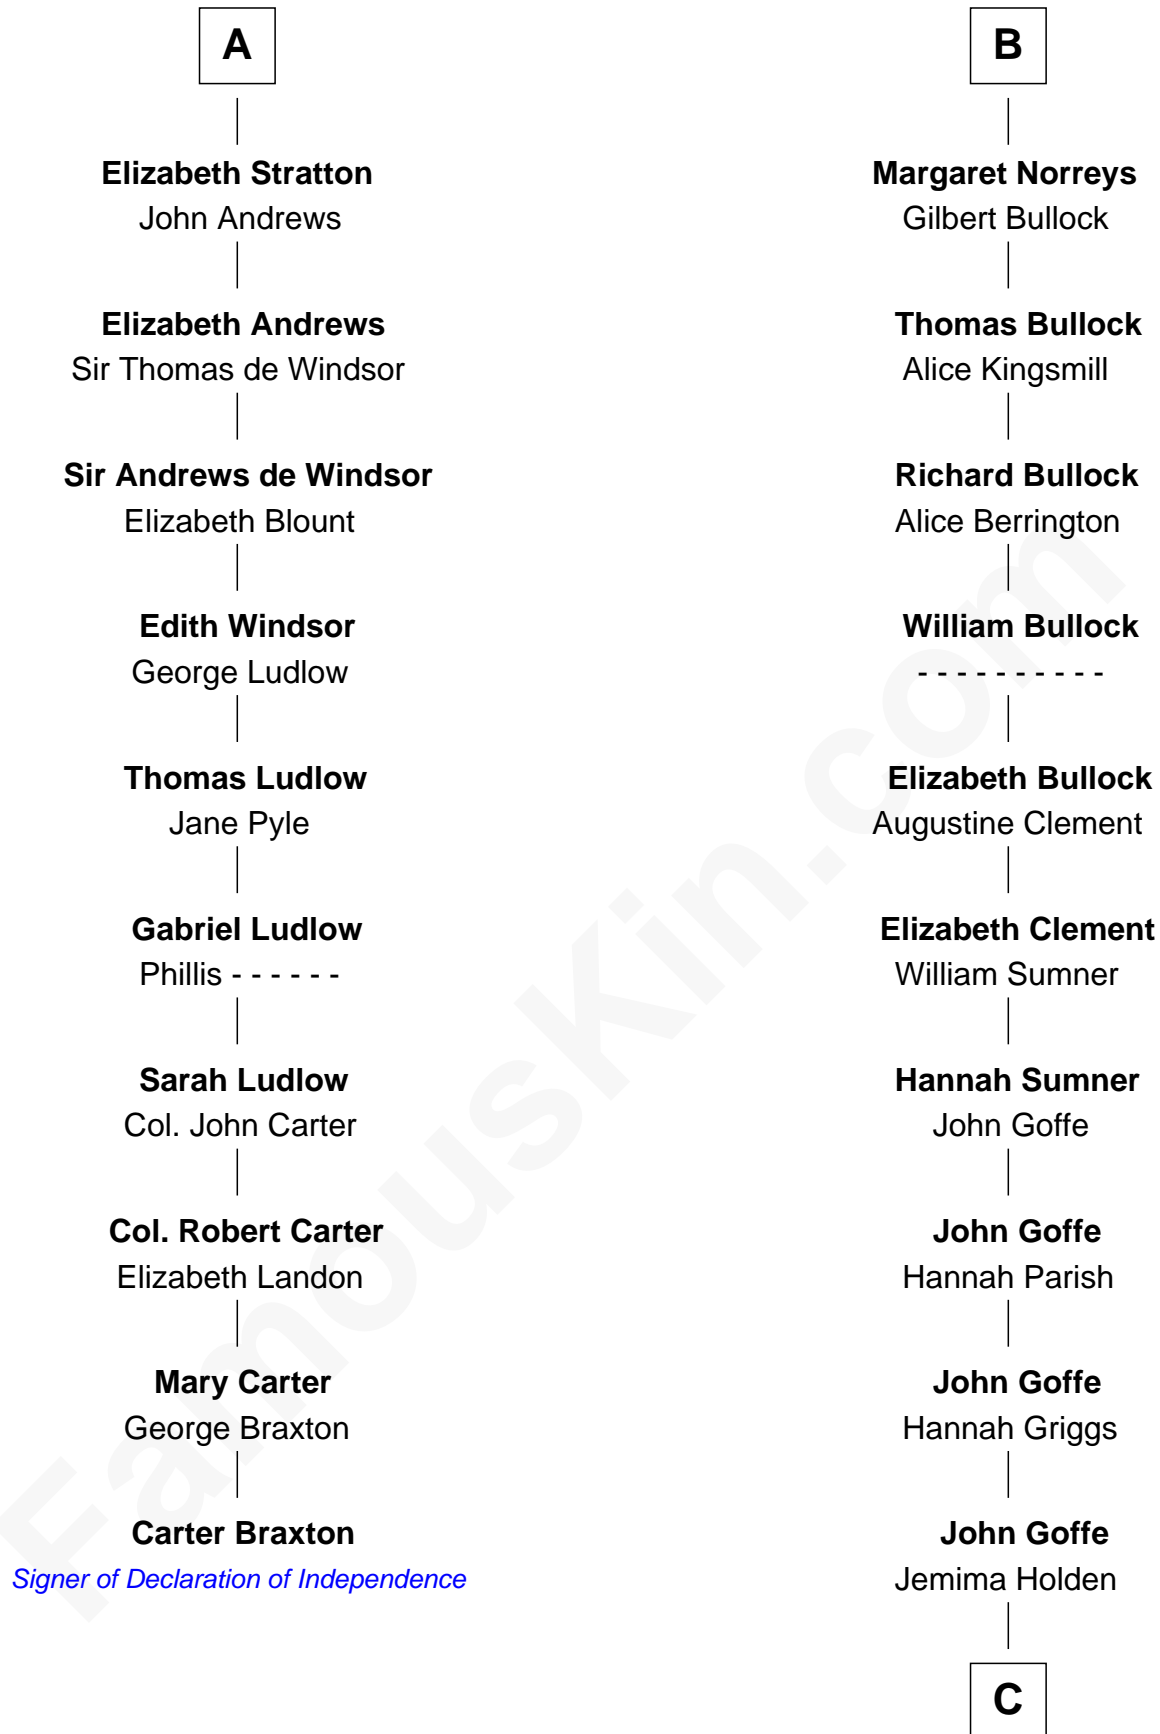 A
Elizabeth Stratton
John Andrews
Elizabeth Andrews
Sir Thomas de Windsor
Sir Andrews de Windsor
Elizabeth Blount
Edith Windsor
George Ludlow
Thomas Ludlow
Jane Pyle
Gabriel Ludlow
Phillis - - - - - -
Sarah Ludlow
Col. John Carter
Col. Robert Carter
Elizabeth Landon
Mary Carter
George Braxton
Carter Braxton
Signer of Declaration of Independence
B
Margaret Norreys
Gilbert Bullock
Thomas Bullock
Alice Kingsmill
Richard Bullock
Alice Berrington
William Bullock
- - - - - - - - - -
Elizabeth Bullock
Augustine Clement
Elizabeth Clement
William Sumner
Hannah Sumner
John Goffe
John Goffe
Hannah Parish
John Goffe
Hannah Griggs
John Goffe
Jemima Holden
C
FamousKin.com